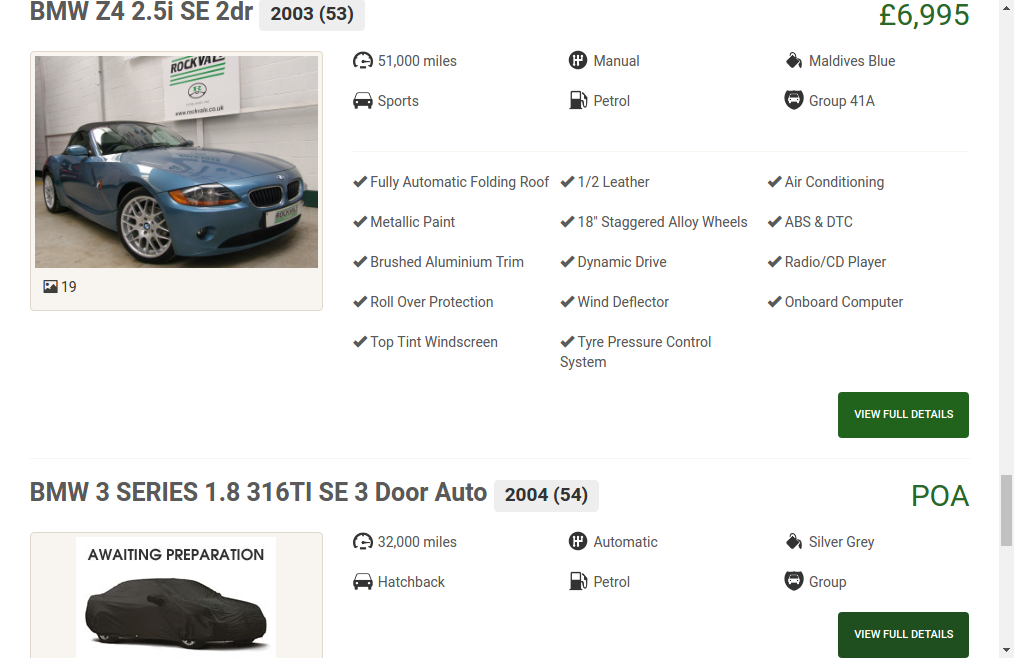 BMW Z4 2.5i SE 2dr 2003 (53) £6,995
ROCKVALE
www.rockvale.co.uk
ROCKVALE
19
51,000 miles Manual Maldives Blue
Sports Petrol Group 41A
Fully Automatic Folding Roof 1/2 Leather Air Conditioning
Metallic Paint 18" Staggered Alloy Wheels ABS & DTC
Brushed Aluminium Trim Dynamic Drive Radio/CD Player
Roll Over Protection Wind Deflector Onboard Computer
Top Tint Windscreen Tyre Pressure Control
System
VIEW FULL DETAILS
BMW 3 SERIES 1.8 316TI SE 3 Door Auto 2004 (54) POA
AWAITING PREPARATION
32,000 miles Automatic Silver Grey
Hatchback Petrol Group
VIEW FULL DETAILS